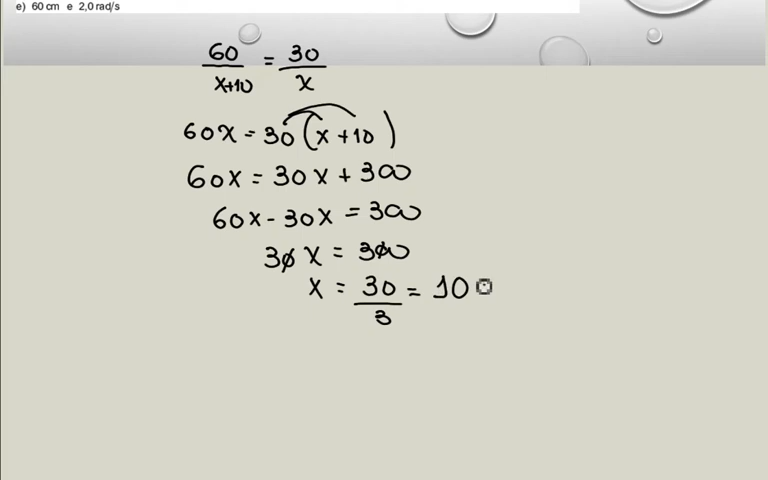 e) 60 cm e 2,0 rad/s
60/x+10 = 30/x
60x = 30(x+10)
60x = 30x + 300
60x - 30x = 300
30x = 300
x = 30/3 = 10